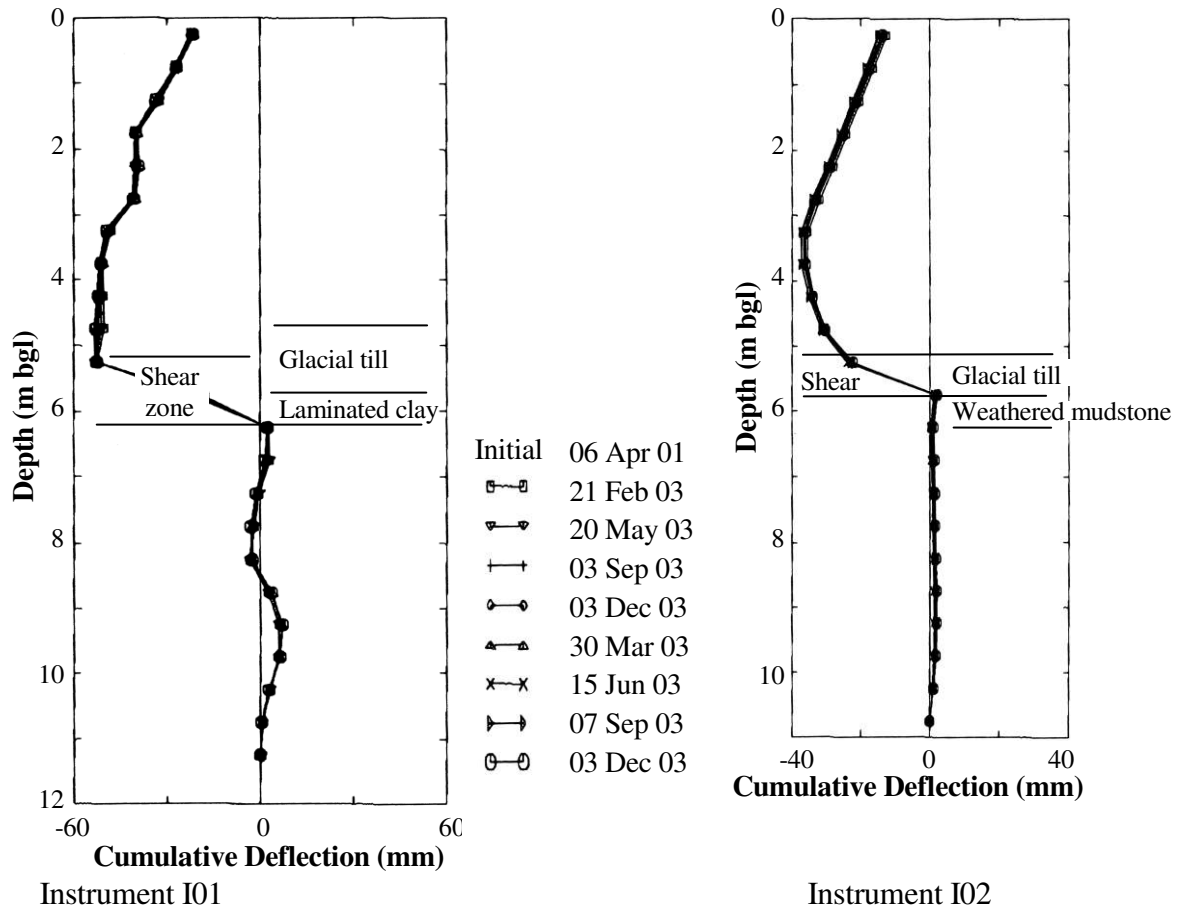 0
2
4
6
8
10
12
Depth (m bgl)
Shear
zone
Glacial till
Laminated clay
-60
0
60
Cumulative Deflection (mm)
Instrument I01
Initial 06 Apr 01
21 Feb 03
20 May 03
03 Sep 03
03 Dec 03
30 Mar 03
15 Jun 03
07 Sep 03
03 Dec 03
0
2
4
6
8
10
Depth (m bgl)
Shear
Glacial till
Weathered mudstone
-40
0
40
Cumulative Deflection (mm)
Instrument I02